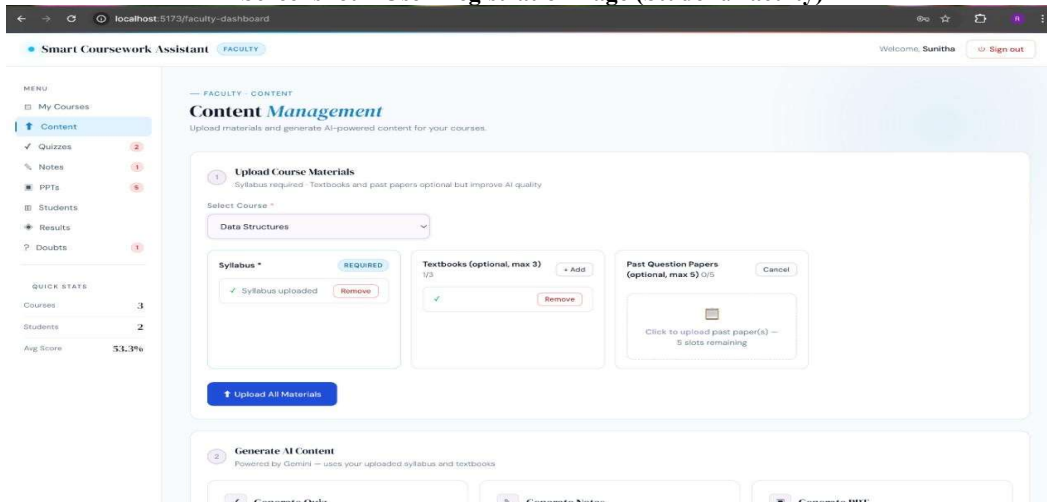 localhost:5173/faculty-dashboard
Smart Coursework Assistant FACULTY
Welcome, Sunitha
Sign out
MENU
My Courses
Content
Quizzes 2
Notes 1
PPTs 5
Students
Results
Doubts 1
QUICK STATS
Courses 3
Students 2
Avg Score 53.3%
— FACULTY · CONTENT
Content Management
Upload materials and generate AI-powered content for your courses.
1 Upload Course Materials
Syllabus required · Textbooks and past papers optional but improve AI quality
Select Course *
Data Structures
Syllabus * REQUIRED
✓ Syllabus uploaded Remove
Textbooks (optional, max 3)
1/3
+ Add
✓ Remove
Past Question Papers
(optional, max 5) 0/5
Cancel
Click to upload past paper(s) —
5 slots remaining
Upload All Materials
2 Generate AI Content
Powered by Gemini — uses your uploaded syllabus and textbooks
Generate Quiz
Generate Notes
Generate PPT